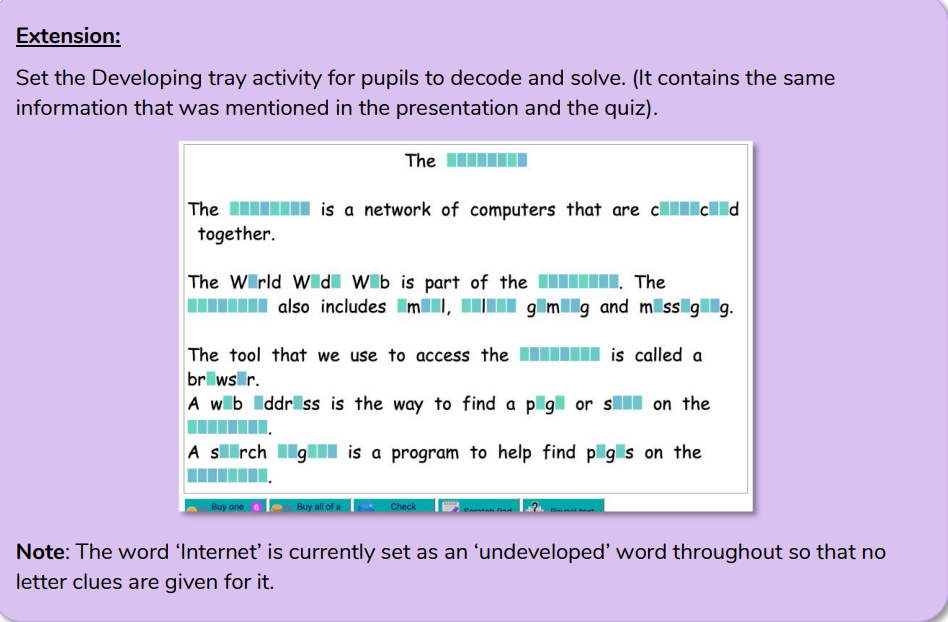 Extension:
Set the Developing tray activity for pupils to decode and solve. (It contains the same
information that was mentioned in the presentation and the quiz).
The ████████
The ████████ is a network of computers that are c████c██d
together.
The W█rld W█d█ W█b is part of the ████████. The
████████ also includes █m██l, ██l███ g█m██g and m█ss█g██g.
The tool that we use to access the ████████ is called a
br█ws█r.
A w█b █ddr█ss is the way to find a p█g█ or s███ on the
████████.
A s██rch ██g███ is a program to help find p█g█s on the
████████.
Buy one 6 Buy all of a Check Scratch Pad ? Reveal text
Note: The word ‘Internet’ is currently set as an ‘undeveloped’ word throughout so that no
letter clues are given for it.